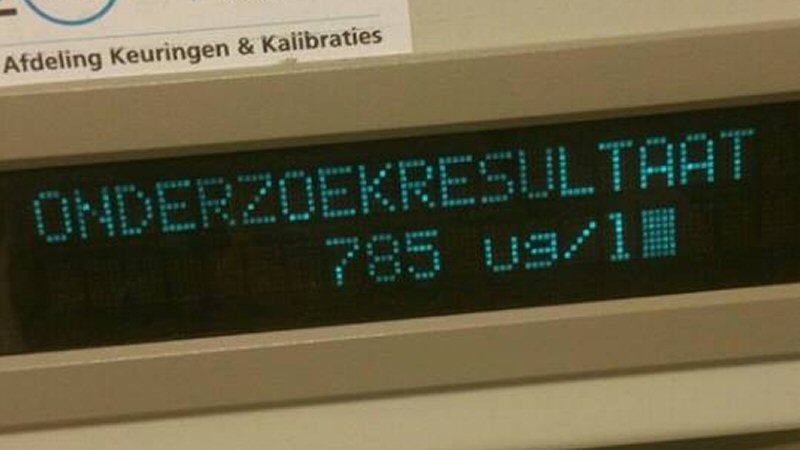 Afdeling Keuringen & Kalibraties
ONDERZOEKRESULTAAT
785 ug/l